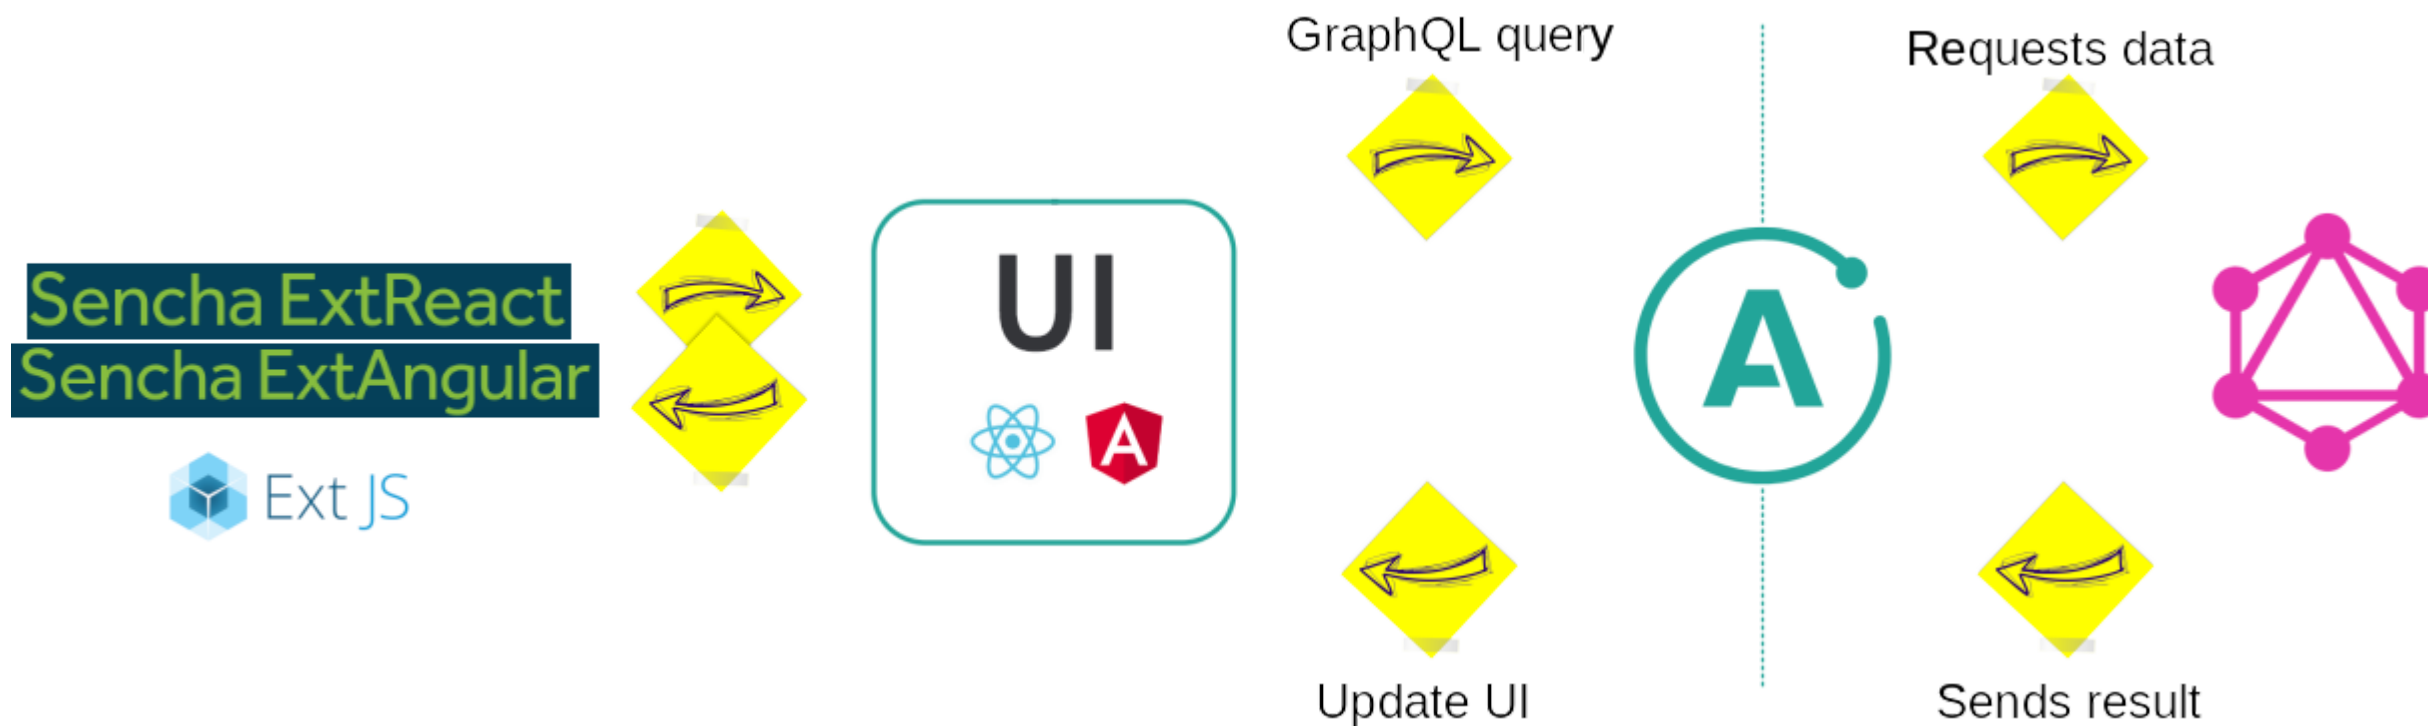 GraphQL query
Requests data
Sencha ExtReact
Sencha ExtAngular
Ext JS
UI
A
A
Update UI
Sends result